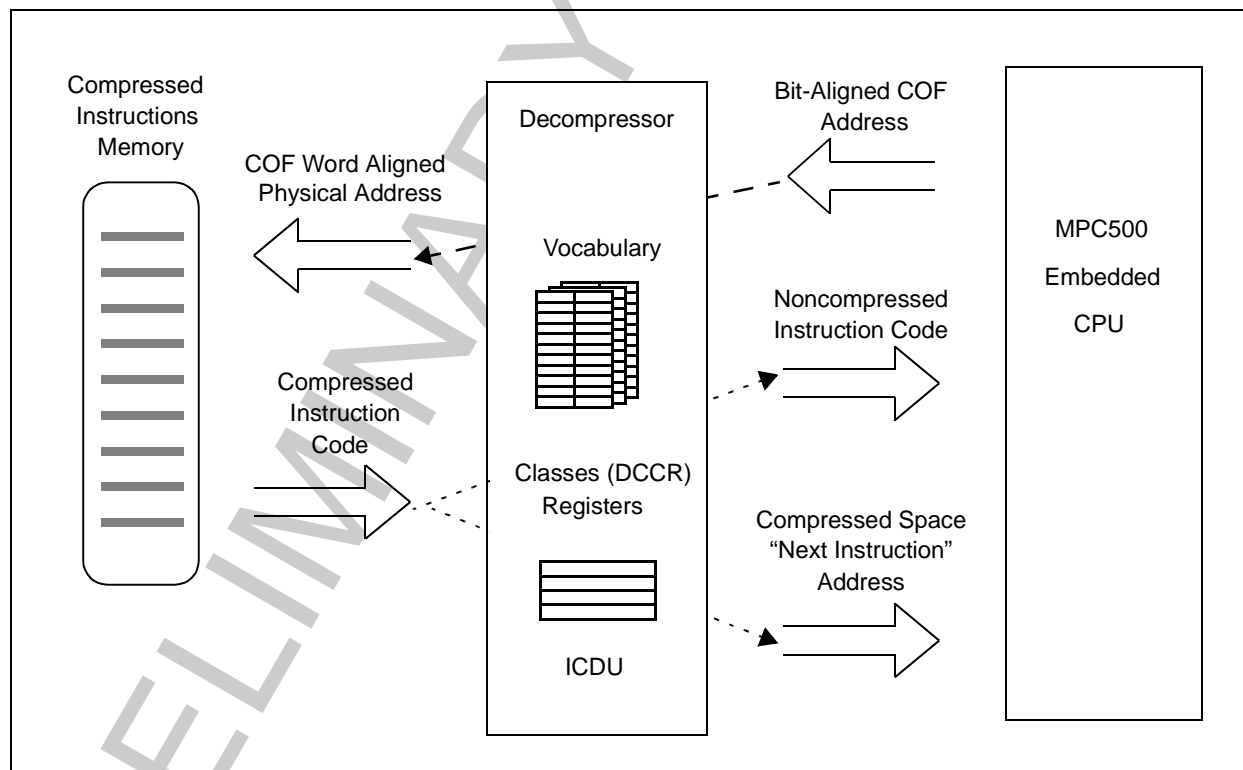 Compressed
Instructions
Memory
COF Word Aligned
Physical Address
Compressed
Instruction
Code
Decompressor
Vocabulary
Classes (DCCR)
Registers
ICDU
Bit-Aligned COF
Address
Noncompressed
Instruction Code
Compressed Space
“Next Instruction”
Address
MPC500
Embedded
CPU
ELIMINARY